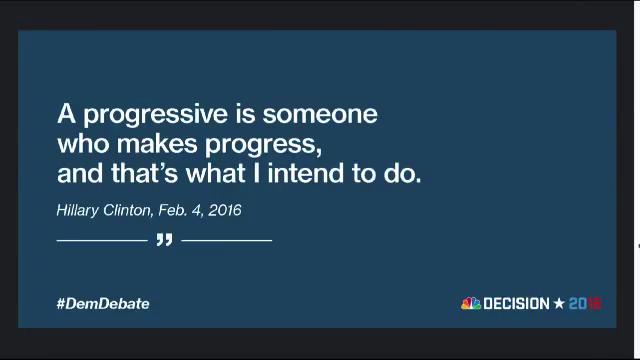 A progressive is someone
who makes progress,
and that's what I intend to do.
Hillary Clinton, Feb. 4, 2016
”
#DemDebate
DECISION ★ 2016